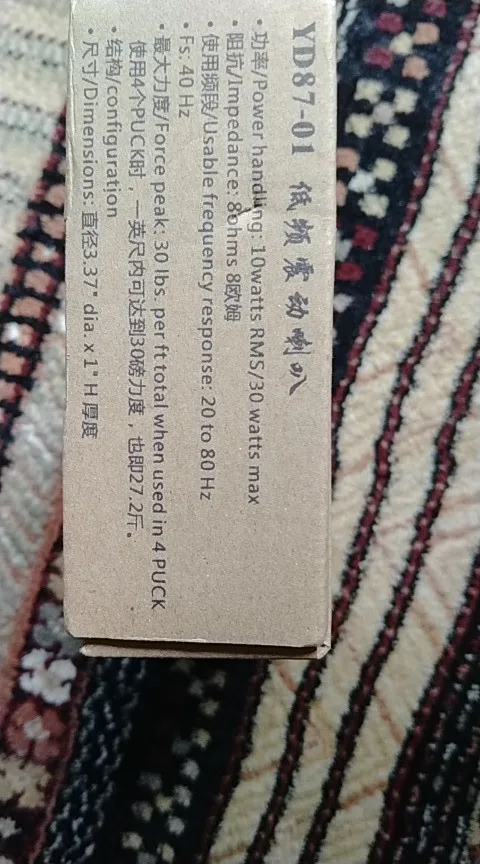 YD87-01 低频震动喇叭
• 功率/Power handling: 10watts RMS/30 watts max
• 阻抗/Impedance: 8ohms 8欧姆
• 使用频段/Usable frequency response: 20 to 80 Hz
• Fs: 40 Hz
• 最大力度/Force peak: 30 lbs. per ft total when used in 4 PUCK
使用4个PUCK时，一英尺内可达到30磅力度，也即27.2斤。
• 结构/configuration
• 尺寸/Dimensions: 直径3.37" dia. x 1" H 厚度